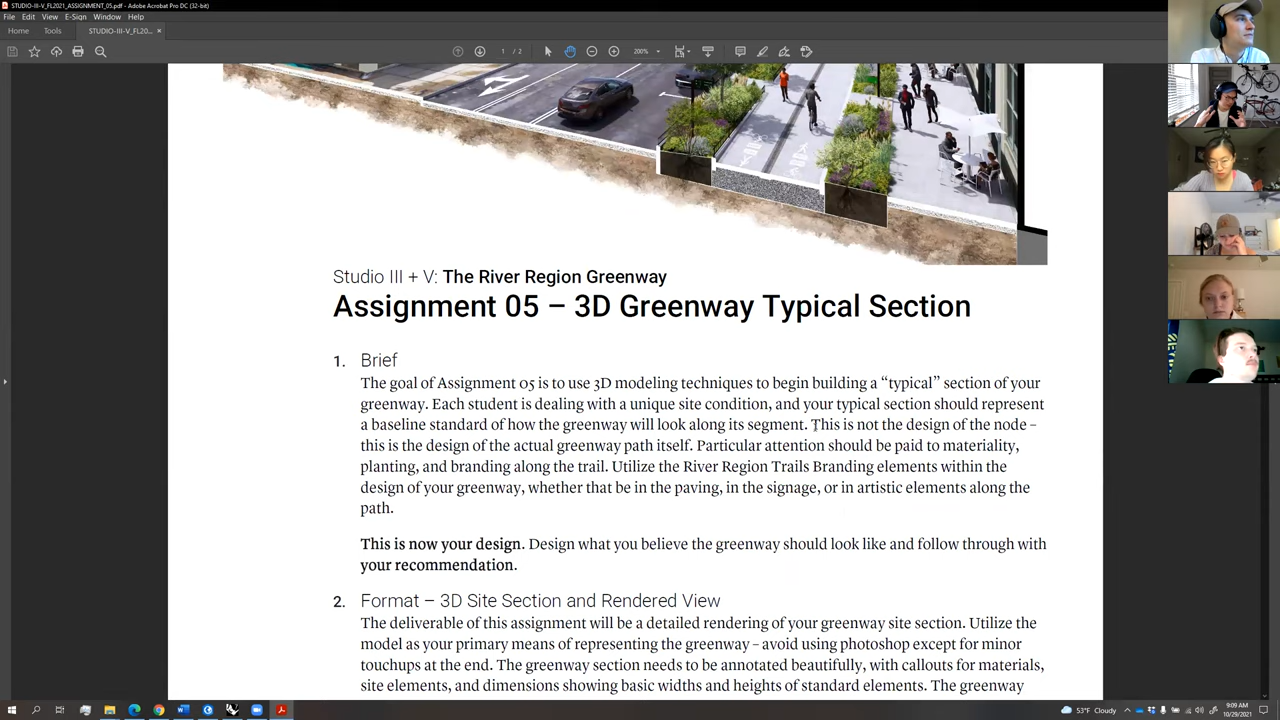 STUDIO-III-V_FL2021_ASSIGNMENT_05.pdf - Adobe Acrobat Pro DC (32-bit)
File Edit View E-Sign Window Help
Home Tools STUDIO-III-V_FL20... ×
1 / 2 200%
Studio III + V: The River Region Greenway
Assignment 05 – 3D Greenway Typical Section
1. Brief
The goal of Assignment 05 is to use 3D modeling techniques to begin building a “typical” section of your
greenway. Each student is dealing with a unique site condition, and your typical section should represent
a baseline standard of how the greenway will look along its segment. This is not the design of the node –
this is the design of the actual greenway path itself. Particular attention should be paid to materiality,
planting, and branding along the trail. Utilize the River Region Trails Branding elements within the
design of your greenway, whether that be in the paving, in the signage, or in artistic elements along the
path.
This is now your design. Design what you believe the greenway should look like and follow through with
your recommendation.
2. Format – 3D Site Section and Rendered View
The deliverable of this assignment will be a detailed rendering of your greenway site section. Utilize the
model as your primary means of representing the greenway – avoid using photoshop except for minor
touchups at the end. The greenway section needs to be annotated beautifully, with callouts for materials,
site elements, and dimensions showing basic widths and heights of standard elements. The greenway
53°F Cloudy
9:09 AM
10/29/2021